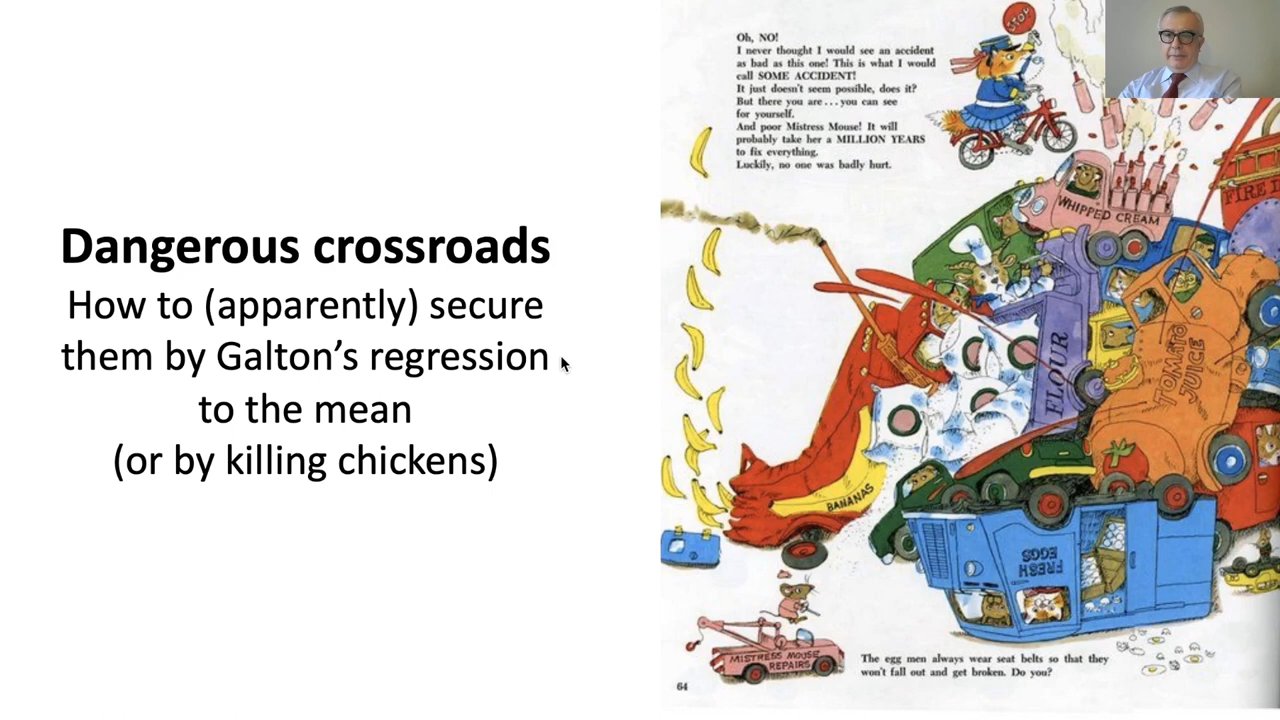 Dangerous crossroads
How to (apparently) secure
them by Galton’s regression
to the mean
(or by killing chickens)
Oh, NO!
I never thought I would see an accident
as bad as this one! This is what I would
call SOME ACCIDENT!
It just doesn't seem possible, does it?
But there you are . . . you can see
for yourself.
And poor Mistress Mouse! It will
probably take her a MILLION YEARS
to fix everything.
Luckily, no one was badly hurt.
STOP
WHIPPED CREAM
FIRE
FLOUR
TOMATO
JUICE
BANANAS
FRESH
EGGS
MISTRESS MOUSE
REPAIRS
The egg men always wear seat belts so that they
won't fall out and get broken. Do you?
64